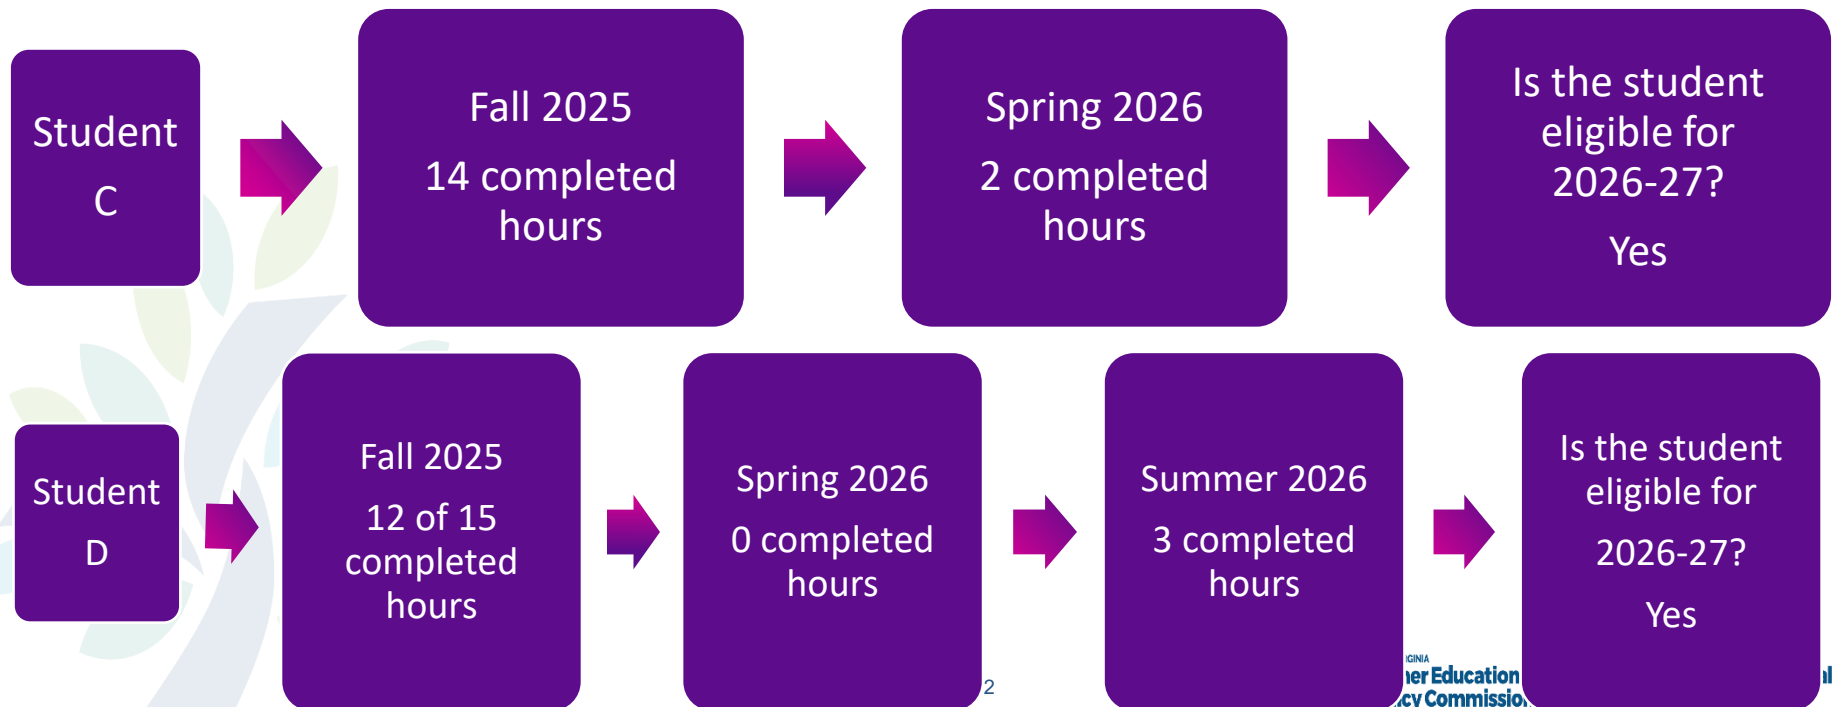 Student
C
Fall 2025
14 completed
hours
Spring 2026
2 completed
hours
Is the student
eligible for
2026-27?
Yes
Student
D
Fall 2025
12 of 15
completed
hours
Spring 2026
0 completed
hours
Summer 2026
3 completed
hours
Is the student
eligible for
2026-27?
Yes
2
Education